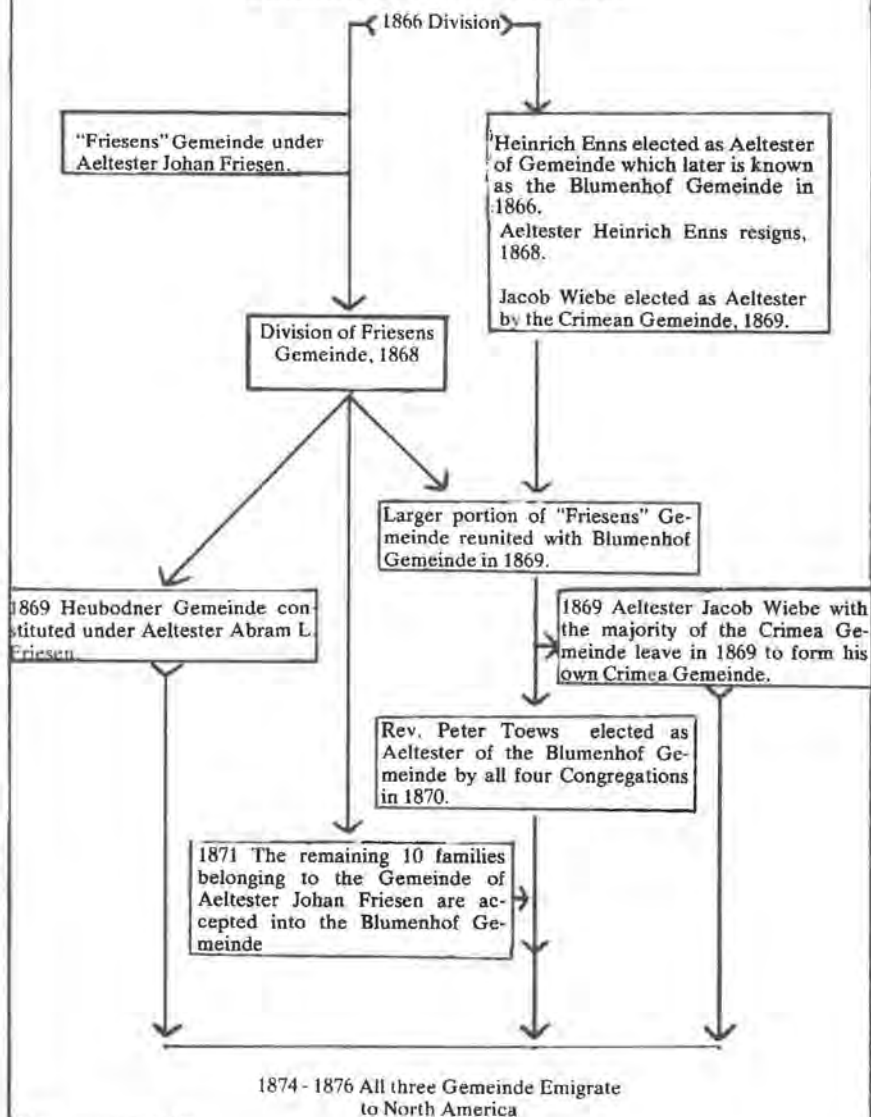 1866 Division
"Friesens" Gemeinde under
Aeltester Johan Friesen.
Heinrich Enns elected as Aeltester
of Gemeinde which later is known
as the Blumenhof Gemeinde in
1866.
Aeltester Heinrich Enns resigns,
1868.
Jacob Wiebe elected as Aeltester
by the Crimean Gemeinde, 1869.
Division of Friesens
Gemeinde, 1868
Larger portion of "Friesens" Ge-
meinde reunited with Blumenhof
Gemeinde in 1869.
1869 Heubodner Gemeinde con-
stituted under Aeltester Abram L.
Friesen.
1869 Aeltester Jacob Wiebe with
the majority of the Crimea Ge-
meinde leave in 1869 to form his
own Crimea Gemeinde.
Rev. Peter Toews elected as
Aeltester of the Blumenhof Ge-
meinde by all four Congregations
in 1870.
1871 The remaining 10 families
belonging to the Gemeinde of
Aeltester Johan Friesen are ac-
cepted into the Blumenhof Ge-
meinde
1874 - 1876 All three Gemeinde Emigrate
to North America